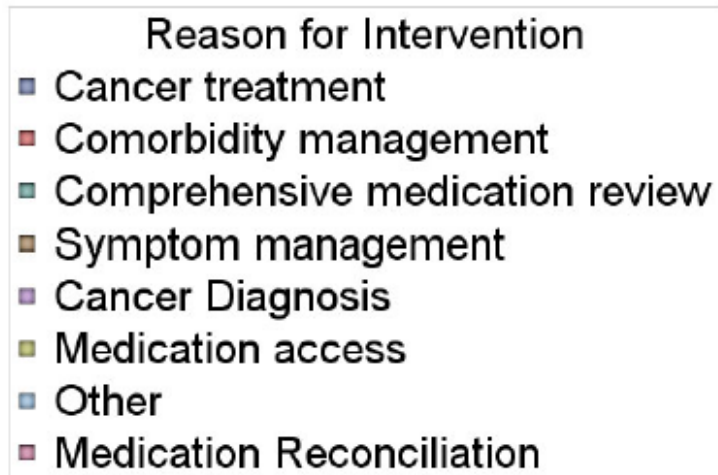 Reason for Intervention
Cancer treatment
Comorbidity management
Comprehensive medication review
Symptom management
Cancer Diagnosis
Medication access
Other
Medication Reconciliation